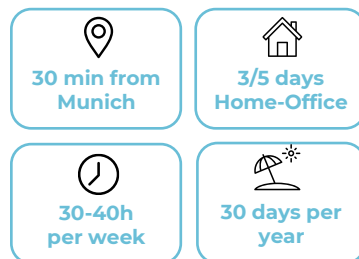 30 min from
Munich
3/5 days
Home-Office
30-40h
per week
30 days per
year